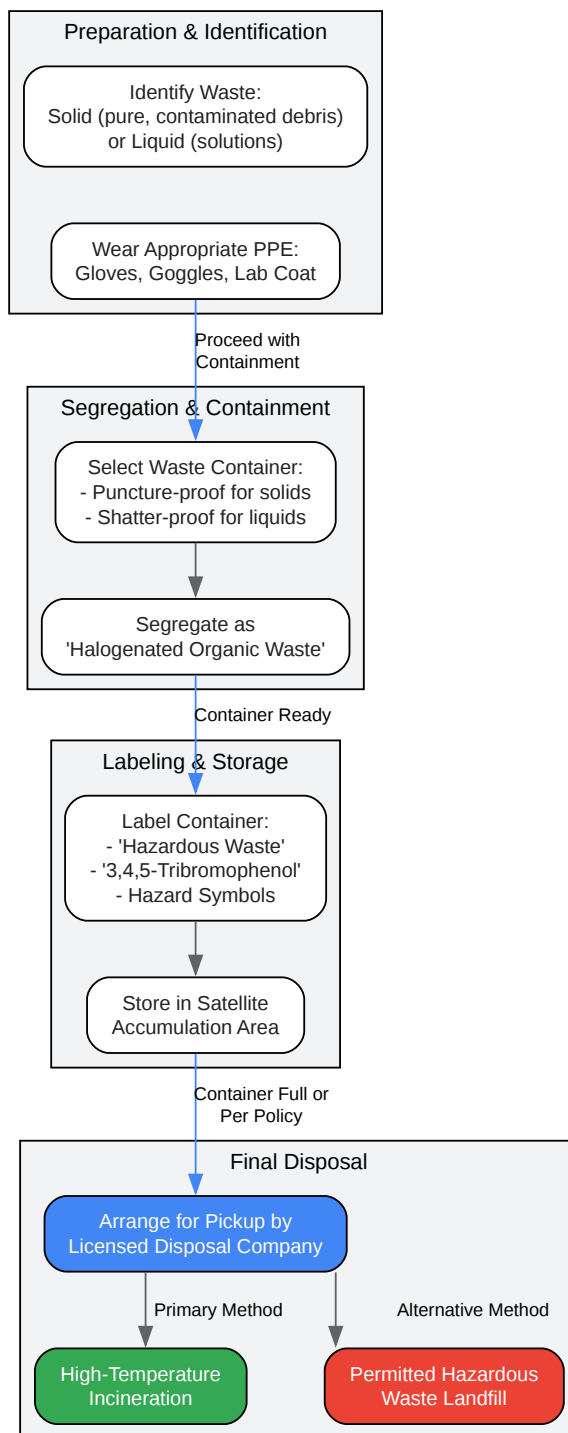 Preparation & Identification
Identify Waste:
Solid (pure, contaminated debris)
or Liquid (solutions)
Wear Appropriate PPE:
Gloves, Goggles, Lab Coat
Proceed with
Containment
Segregation & Containment
Select Waste Container:
- Puncture-proof for solids
- Shatter-proof for liquids
Segregate as
'Halogenated Organic Waste'
Container Ready
Labeling & Storage
Label Container:
- 'Hazardous Waste'
- '3,4,5-Tribromophenol'
- Hazard Symbols
Store in Satellite
Accumulation Area
Container Full or
Per Policy
Final Disposal
Arrange for Pickup by
Licensed Disposal Company
Primary Method
Alternative Method
High-Temperature
Incineration
Permitted Hazardous
Waste Landfill